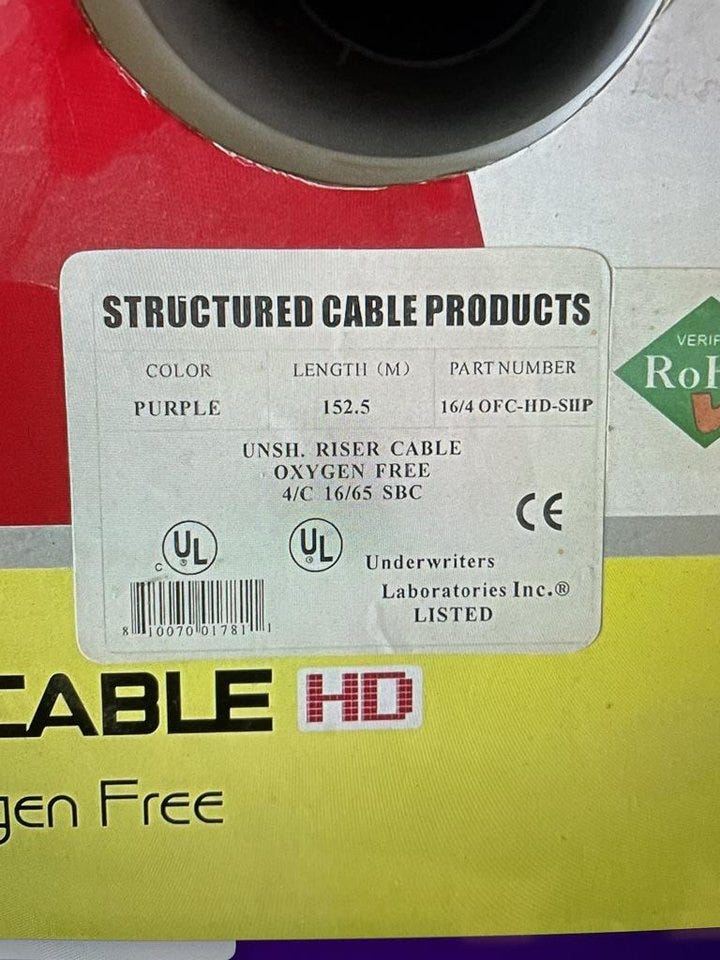 STRUCTURED CABLE PRODUCTS
COLOR LENGTH (M) PART NUMBER
PURPLE 152.5 16/4 OFC-HD-SHP
UNSH. RISER CABLE
OXYGEN FREE
4/C 16/65 SBC
CE
C UL ® UL ®
Underwriters
Laboratories Inc.®
LISTED
8 10070 01781 1
VERIF
RoH
CABLE HD
gen Free